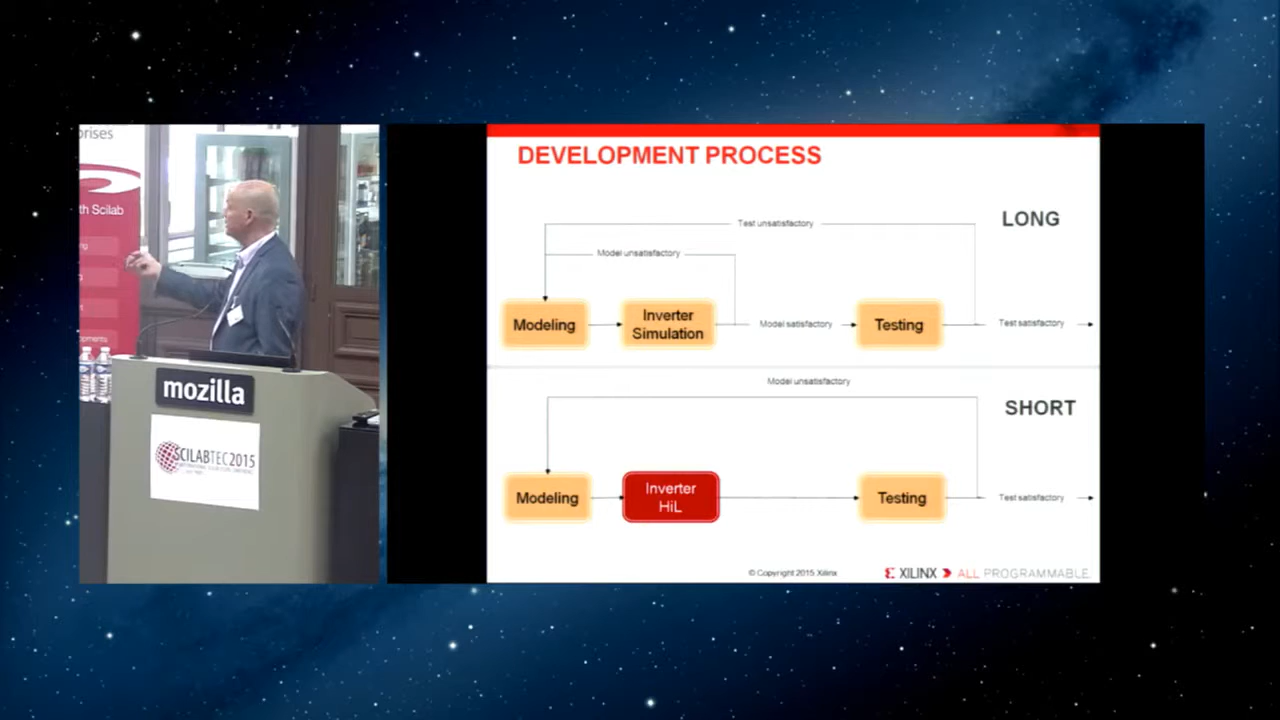 prises
th Scilab
mozilla
SCILABTEC2015
DEVELOPMENT PROCESS
LONG
Test unsatisfactory
Model unsatisfactory
Modeling
Inverter
Simulation
Model satisfactory
Testing
Test satisfactory
Model unsatisfactory
SHORT
Modeling
Inverter
HiL
Testing
Test satisfactory
© Copyright 2015 Xilinx
XILINX
ALL PROGRAMMABLE.